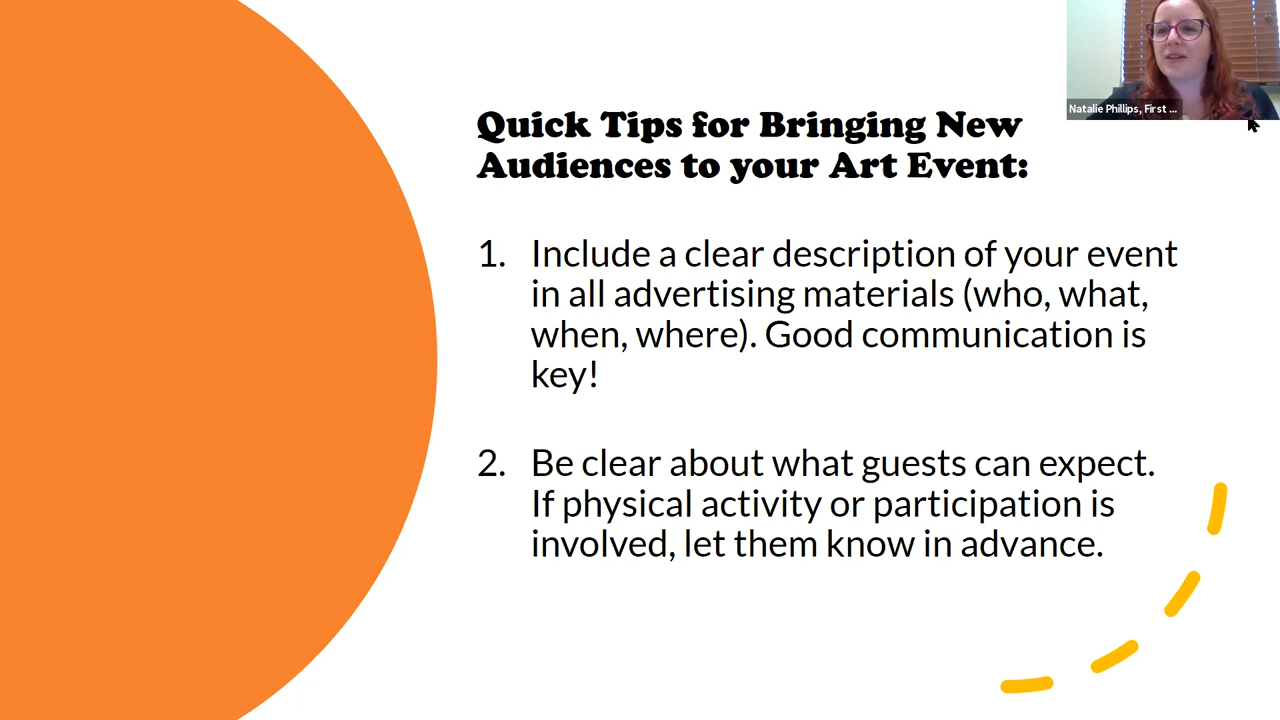 Natalie Phillips, First ...
Quick Tips for Bringing New
Audiences to your Art Event:
1. Include a clear description of your event
in all advertising materials (who, what,
when, where). Good communication is
key!
2. Be clear about what guests can expect.
If physical activity or participation is
involved, let them know in advance.